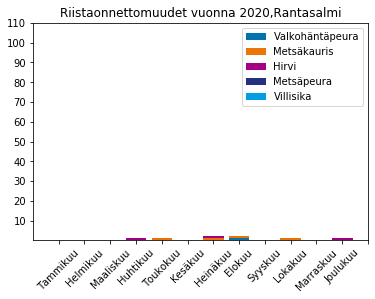 Riistaonnettomuudet vuonna 2020,Rantasalmi
Valkohäntäpeura
Metsäkauris
Hirvi
Metsäpeura
Villisika
110
100
90
80
70
60
50
40
30
20
10
Tammikuu
Helmikuu
Maaliskuu
Huhtikuu
Toukokuu
Kesäkuu
Heinäkuu
Elokuu
Syyskuu
Lokakuu
Marraskuu
Joulukuu